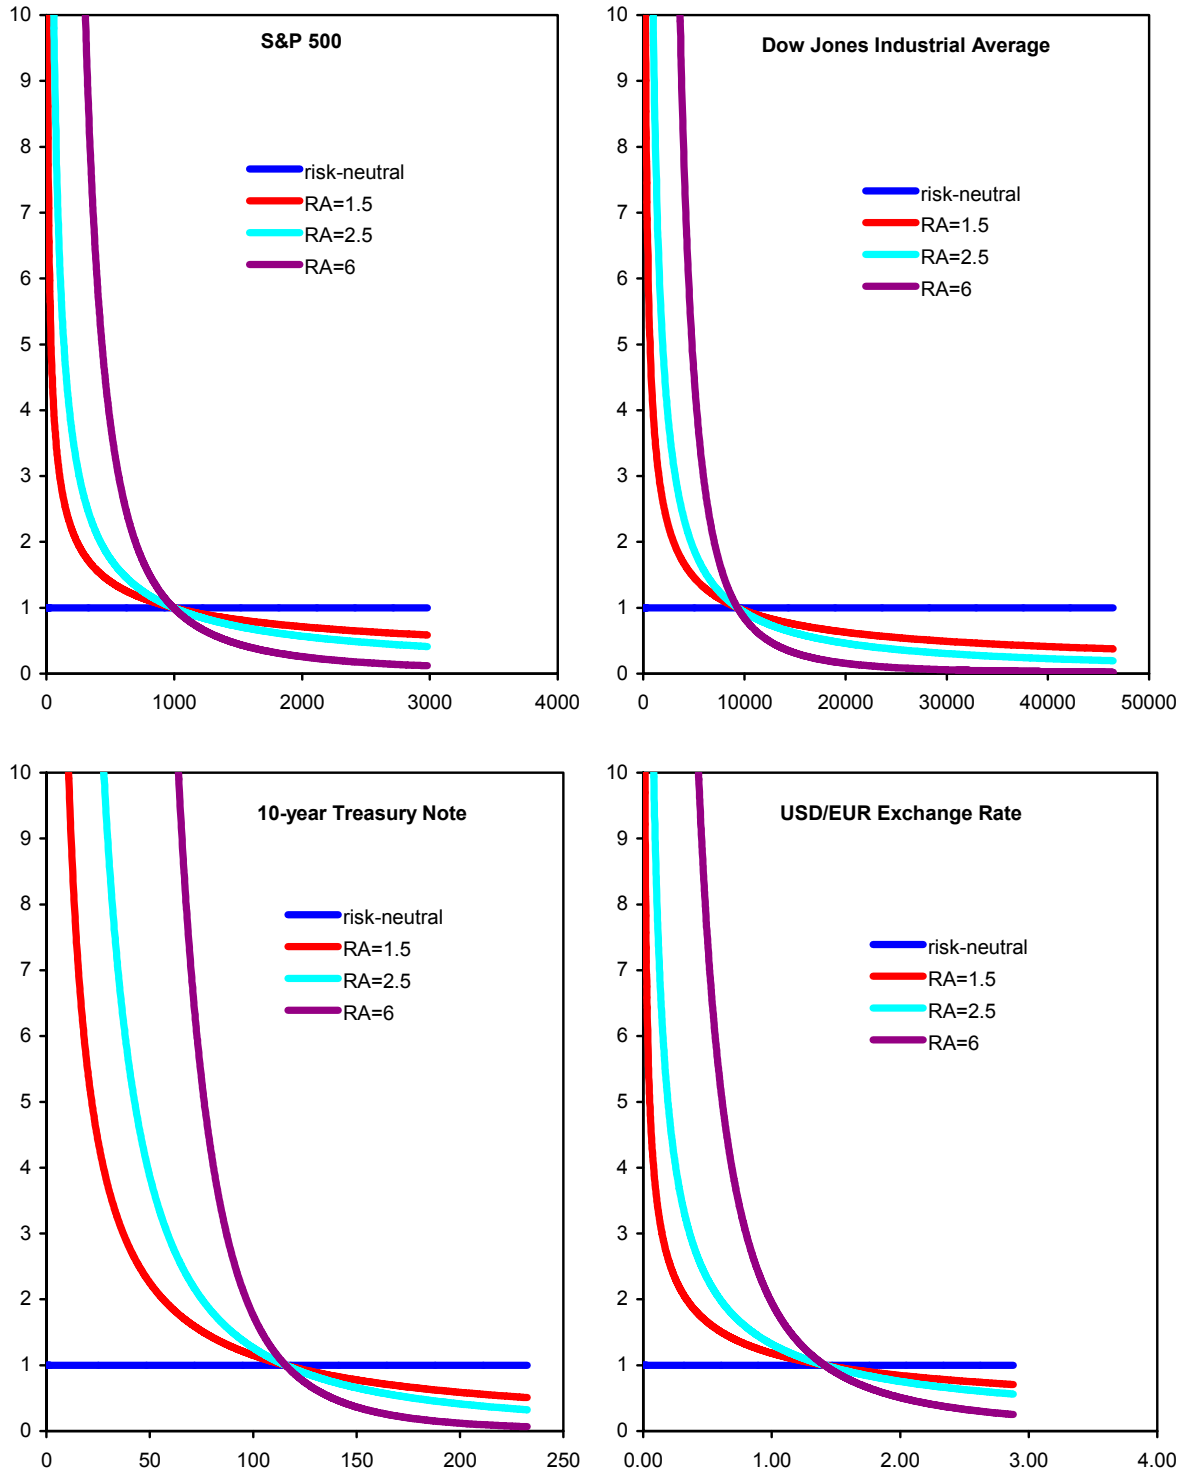 S&P 500
10
9
8
7
6
5
4
3
2
1
0
risk-neutral
RA=1.5
RA=2.5
RA=6
0 1000 2000 3000 4000
Dow Jones Industrial Average
10
9
8
7
6
5
4
3
2
1
0
risk-neutral
RA=1.5
RA=2.5
RA=6
0 10000 20000 30000 40000 50000
10-year Treasury Note
10
9
8
7
6
5
4
3
2
1
0
risk-neutral
RA=1.5
RA=2.5
RA=6
0 50 100 150 200 250
USD/EUR Exchange Rate
10
9
8
7
6
5
4
3
2
1
0
risk-neutral
RA=1.5
RA=2.5
RA=6
0.00 1.00 2.00 3.00 4.00